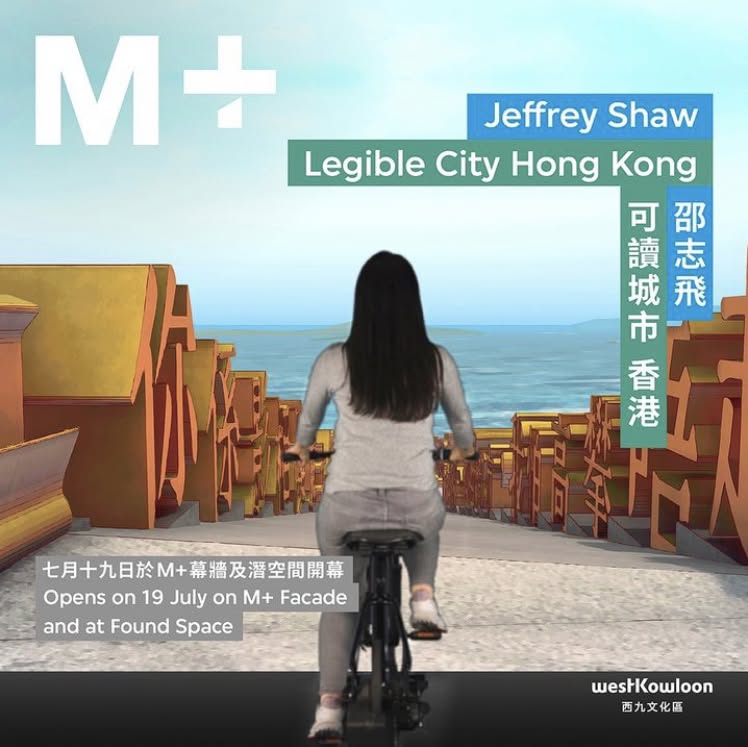 M+
Jeffrey Shaw
Legible City Hong Kong
邵志飛
可讀城市 香港
七月十九日於M+幕牆及潛空間開幕
Opens on 19 July on M+ Facade
and at Found Space
westKowloon
西九文化區